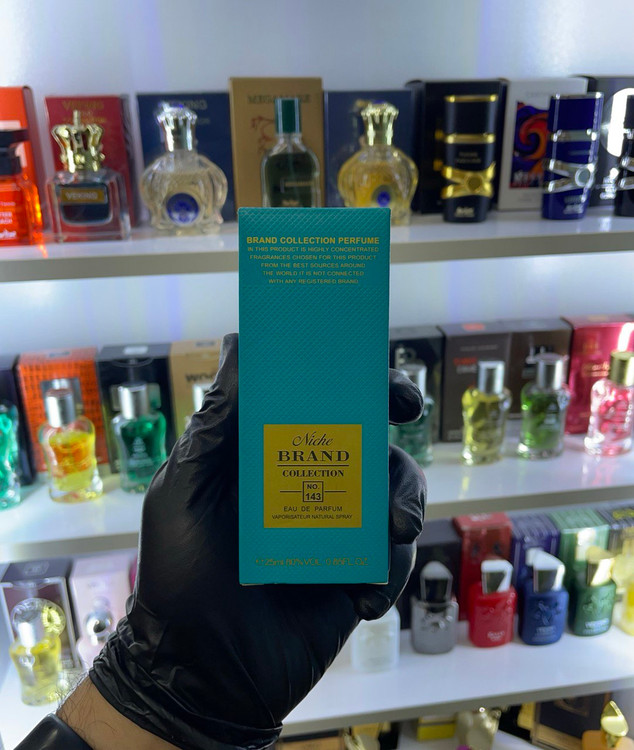 VEKING
BRAND COLLECTION PERFUME
IN THIS PRODUCT IS HIGHLY CONCENTRATED
FRAGRANCES CHOSEN FOR THIS PRODUCT
FROM THE BEST SOURCES AROUND
THE WORLD IT IS NOT CONNECTED
WITH ANY REGISTERED BRAND
Niche
BRAND
COLLECTION
NO.
143
EAU DE PARFUM
VAPORISATEUR NATURAL SPRAY